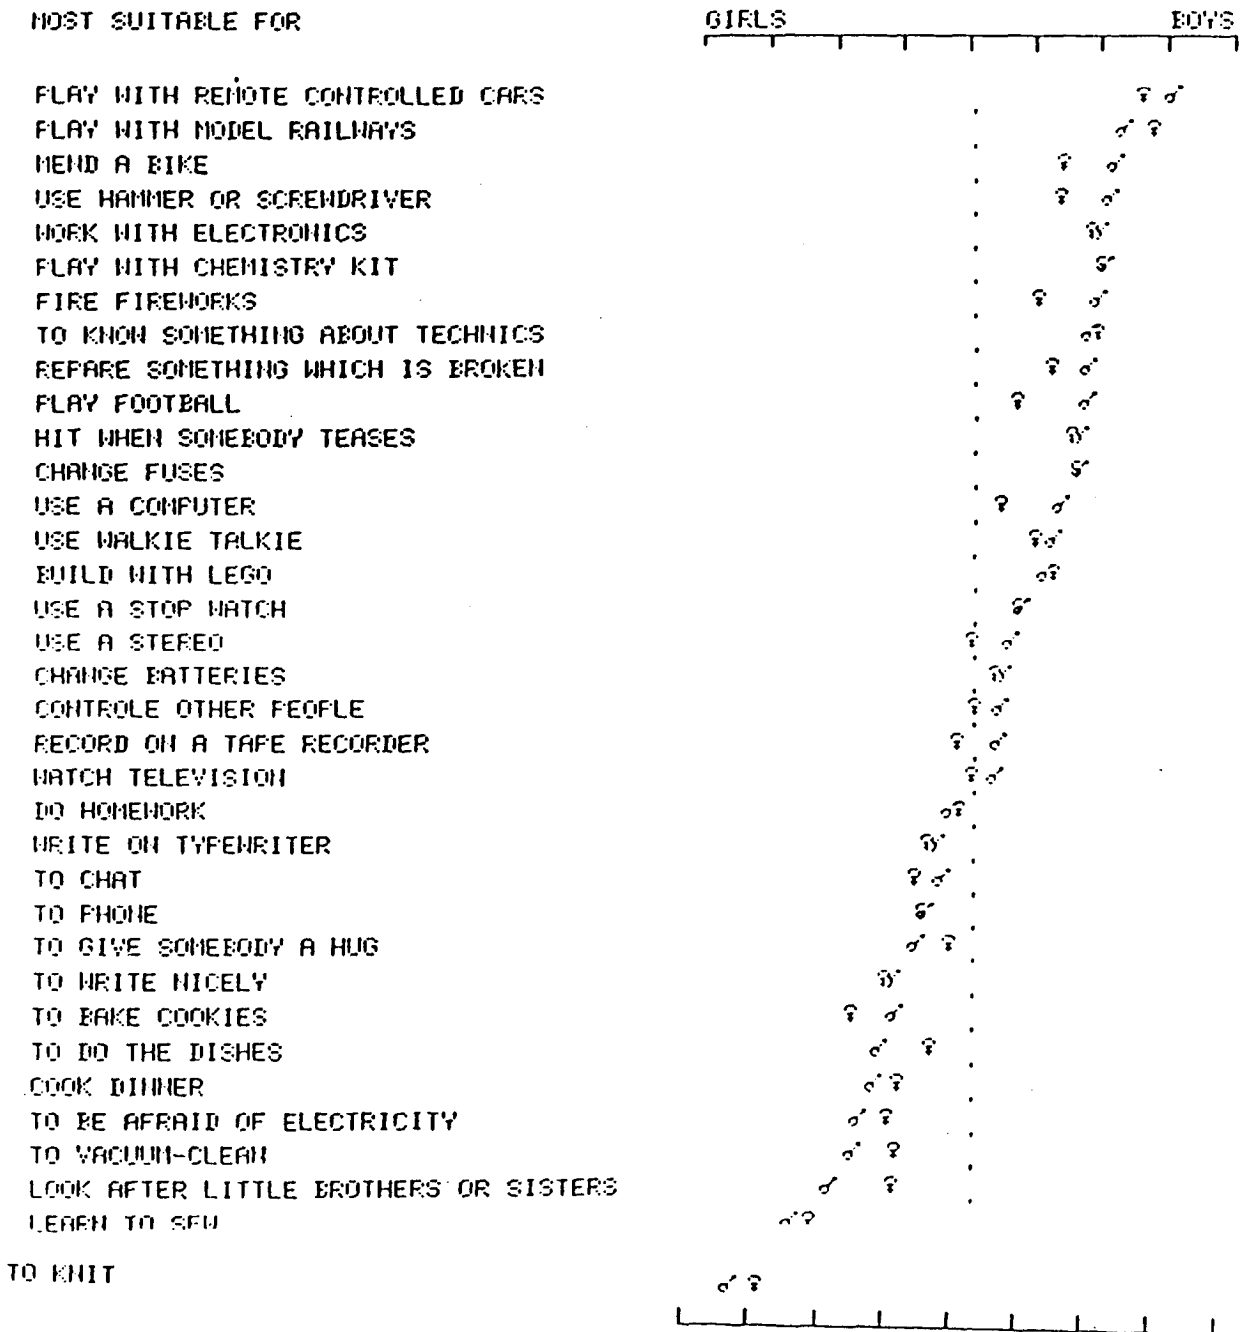 MOST SUITABLE FOR GIRLS BOYS
PLAY WITH REMOTE CONTROLLED CARS
PLAY WITH MODEL RAILWAYS
MEND A BIKE
USE HAMMER OR SCREWDRIVER
WORK WITH ELECTRONICS
PLAY WITH CHEMISTRY KIT
FIRE FIREWORKS
TO KNOW SOMETHING ABOUT TECHNICS
REPARE SOMETHING WHICH IS BROKEN
PLAY FOOTBALL
HIT WHEN SOMEBODY TEASES
CHANGE FUSES
USE A COMPUTER
USE WALKIE TALKIE
BUILD WITH LEGO
USE A STOP WATCH
USE A STEREO
CHANGE BATTERIES
CONTROLE OTHER PEOPLE
RECORD ON A TAPE RECORDER
WATCH TELEVISION
DO HOMEWORK
WRITE ON TYPEWRITER
TO CHAT
TO PHONE
TO GIVE SOMEBODY A HUG
TO WRITE NICELY
TO BAKE COOKIES
TO DO THE DISHES
COOK DINNER
TO BE AFRAID OF ELECTRICITY
TO VACUUM-CLEAN
LOOK AFTER LITTLE BROTHERS OR SISTERS
LEARN TO SEW
TO KNIT